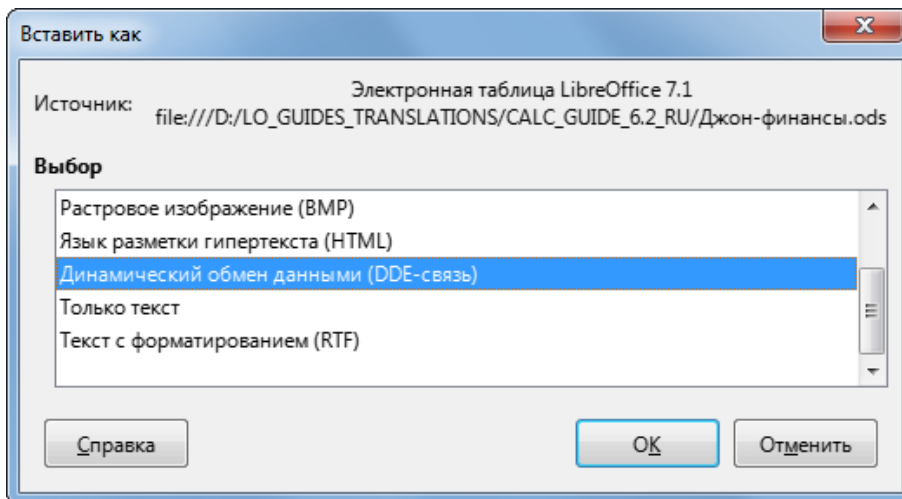 Вставить как
Электронная таблица LibreOffice 7.1
Источник: file:///D:/LO_GUIDES_TRANSLATIONS/CALC_GUIDE_6.2_RU/Джон-финансы.ods
Выбор
Растровое изображение (BMP)
Язык разметки гипертекста (HTML)
Динамический обмен данными (DDE-связь)
Только текст
Текст с форматированием (RTF)
Справка ОК Отменить